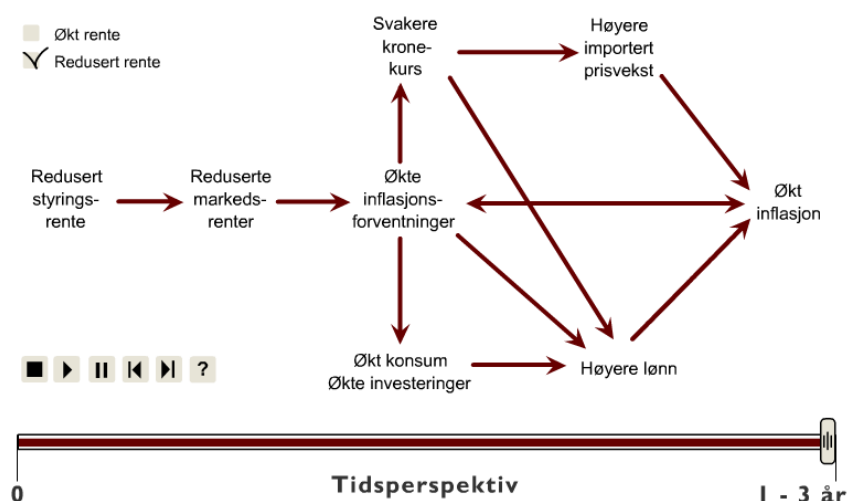 Økt rente
Redusert rente
Svakere
krone-
kurs
Høyere
importert
prisvekst
Redusert
styrings-
rente
Reduserte
markeds-
renter
Økte
inflasjons-
forventninger
Økt
inflasjon
Økt konsum
Økte investeringer
Høyere lønn
?
0
Tidsperspektiv
1 - 3 år